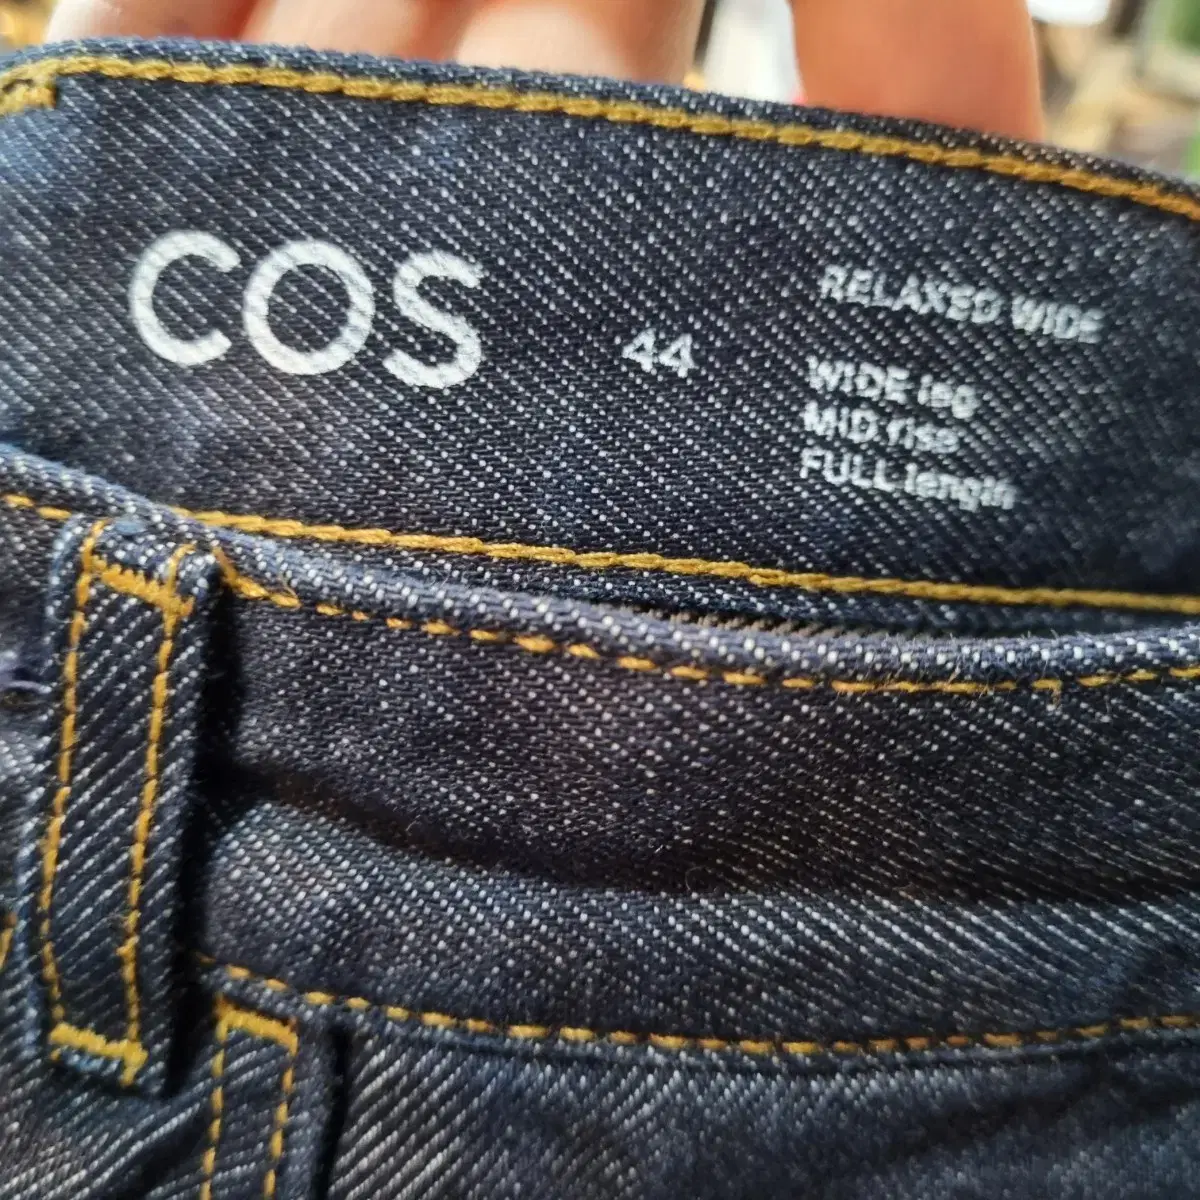 COS
44
RELAXED WIDE
WIDE leg
MID rise
FULL length